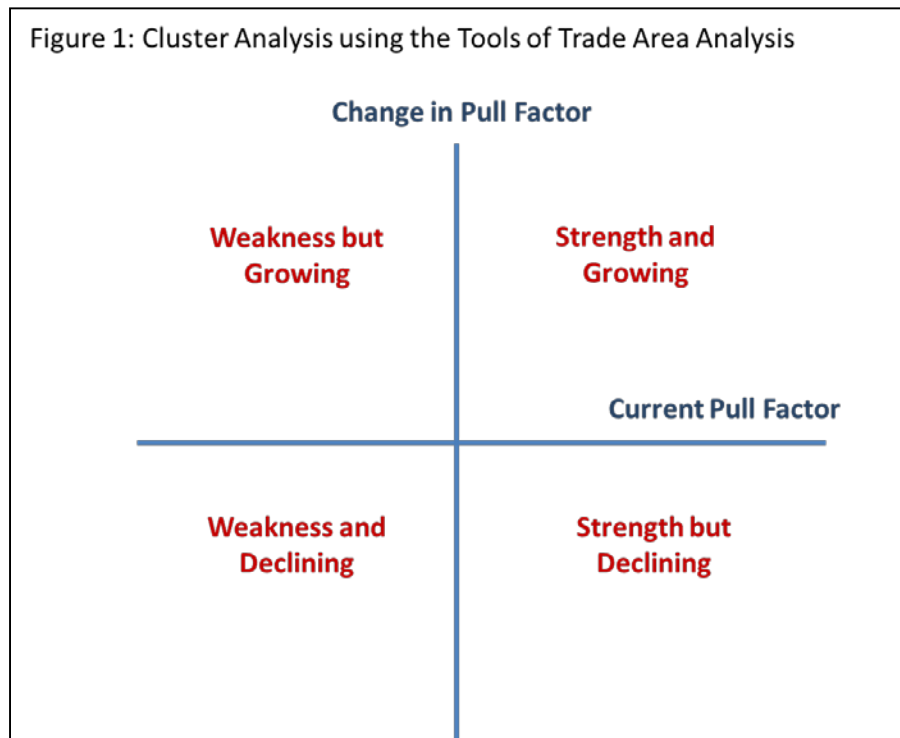 Figure 1: Cluster Analysis using the Tools of Trade Area Analysis
Change in Pull Factor
Weakness but
Growing
Strength and
Growing
Current Pull Factor
Weakness and
Declining
Strength but
Declining